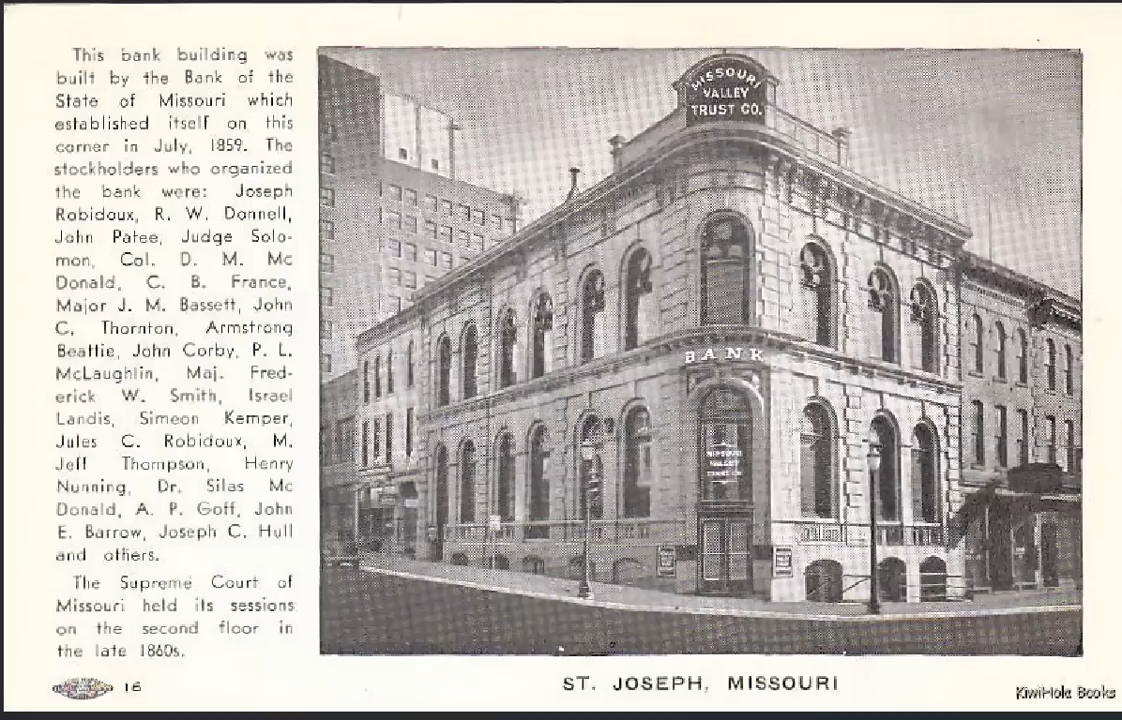 This bank building was
built by the Bank of the
State of Missouri which
established itself on this
corner in July, 1859. The
stockholders who organized
the bank were: Joseph
Robidoux, R. W. Donnell,
John Patee, Judge Solo-
mon, Col. D. M. Mc
Donald, C. B. France,
Major J. M. Bassett, John
C. Thornton, Armstrong
Beattie, John Corby, P. L.
McLaughlin, Maj. Fred-
erick W. Smith, Israel
Landis, Simeon Kemper,
Jules C. Robidoux, M.
Jeff Thompson, Henry
Nunning, Dr. Silas Mc
Donald, A. P. Goff, John
E. Barrow, Joseph C. Hull
and others.
The Supreme Court of
Missouri held its sessions
on the second floor in
the late 1860s.
16
MISSOURI
VALLEY
TRUST CO.
BANK
MISSOURI
VALLEY
TRUST CO.
ST. JOSEPH, MISSOURI
KiwiHole Books